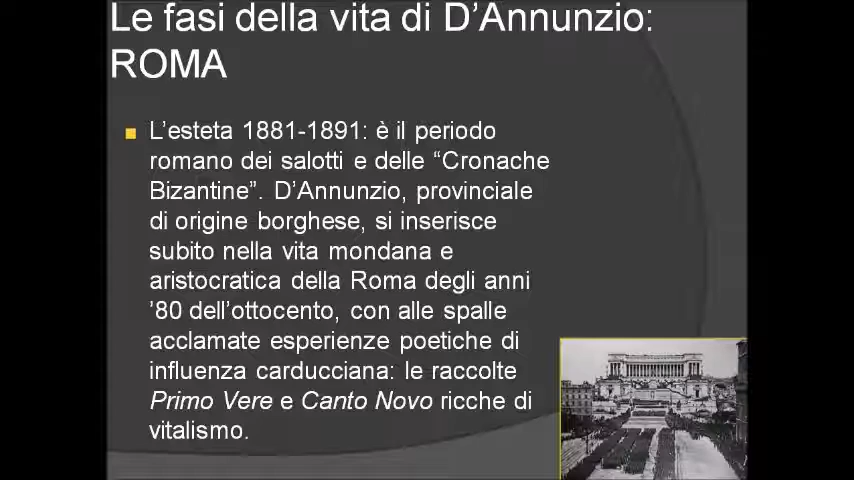 Le fasi della vita di D’Annunzio:
ROMA
L’esteta 1881-1891: è il periodo
romano dei salotti e delle “Cronache
Bizantine”. D’Annunzio, provinciale
di origine borghese, si inserisce
subito nella vita mondana e
aristocratica della Roma degli anni
’80 dell’ottocento, con alle spalle
acclamate esperienze poetiche di
influenza carducciana: le raccolte
Primo Vere e Canto Novo ricche di
vitalismo.